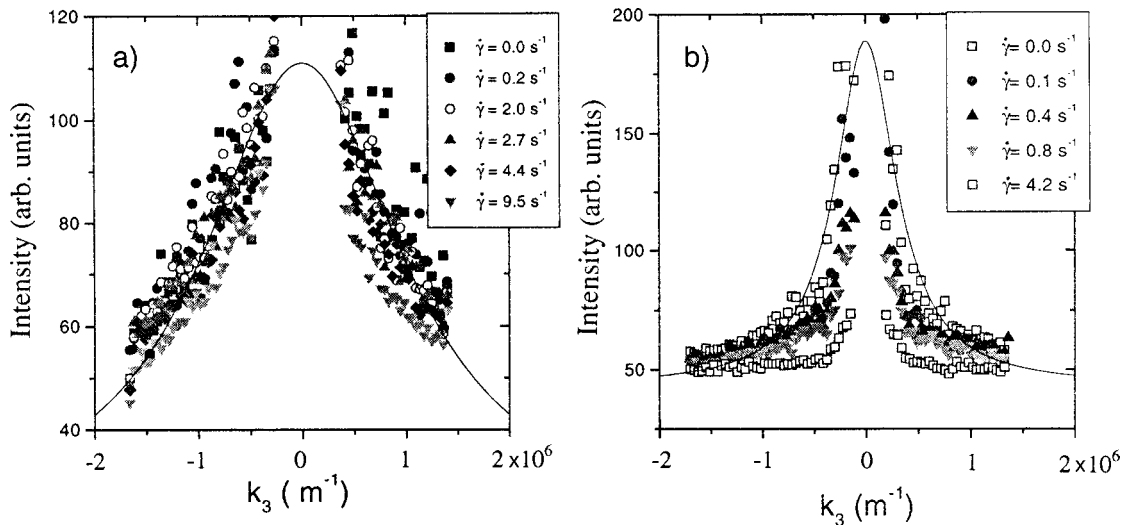 a)
γ̇ = 0.0 s⁻¹
γ̇ = 0.2 s⁻¹
γ̇ = 2.0 s⁻¹
γ̇ = 2.7 s⁻¹
γ̇ = 4.4 s⁻¹
γ̇ = 9.5 s⁻¹
Intensity (arb. units)
120
100
80
60
40
-2
-1
0
1
2x10⁶
k₃ ( m⁻¹)
b)
γ̇= 0.0 s⁻¹
γ̇= 0.1 s⁻¹
γ̇= 0.4 s⁻¹
γ̇= 0.8 s⁻¹
γ̇= 4.2 s⁻¹
Intensity (arb. units)
200
150
100
50
-2
-1
0
1
2x10⁶
k₃ (m⁻¹)